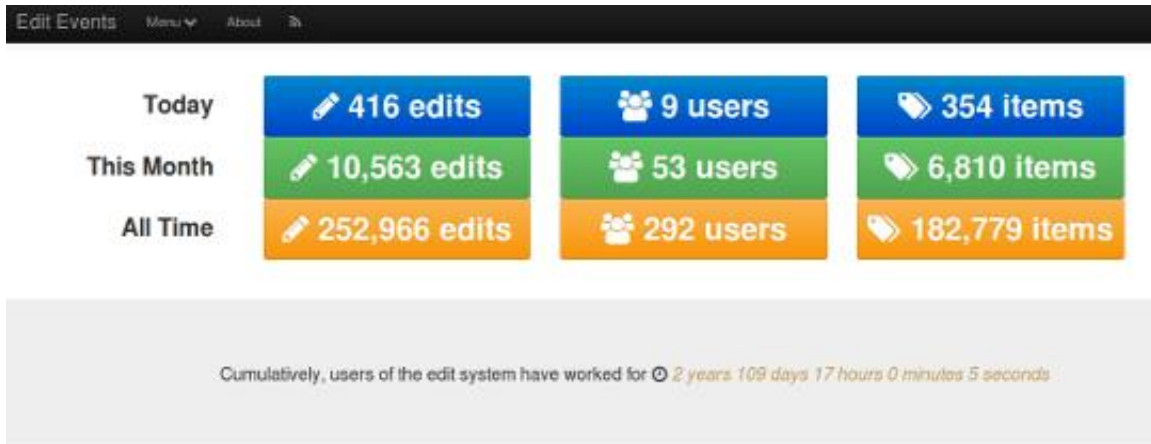 Edit Events Menu About
Today 416 edits 9 users 354 items
This Month 10,563 edits 53 users 6,810 items
All Time 252,966 edits 292 users 182,779 items
Cumulatively, users of the edit system have worked for 2 years 109 days 17 hours 0 minutes 5 seconds